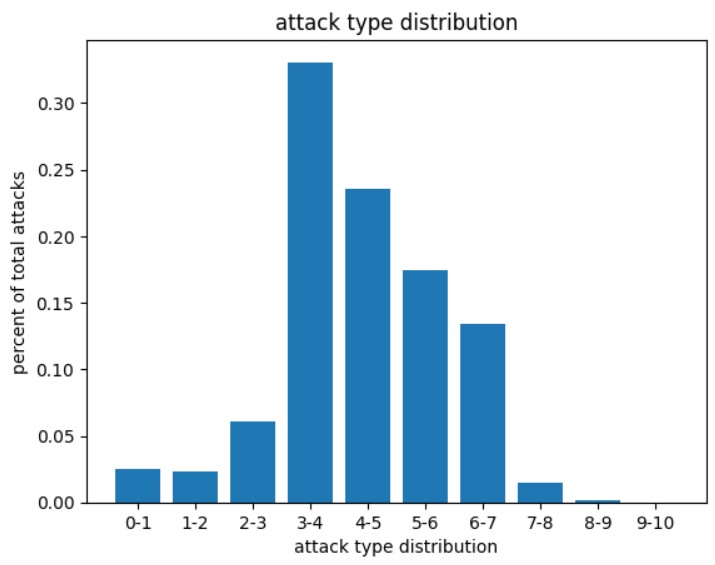 attack type distribution
percent of total attacks
0.30
0.25
0.20
0.15
0.10
0.05
0.00
0-1 1-2 2-3 3-4 4-5 5-6 6-7 7-8 8-9 9-10
attack type distribution